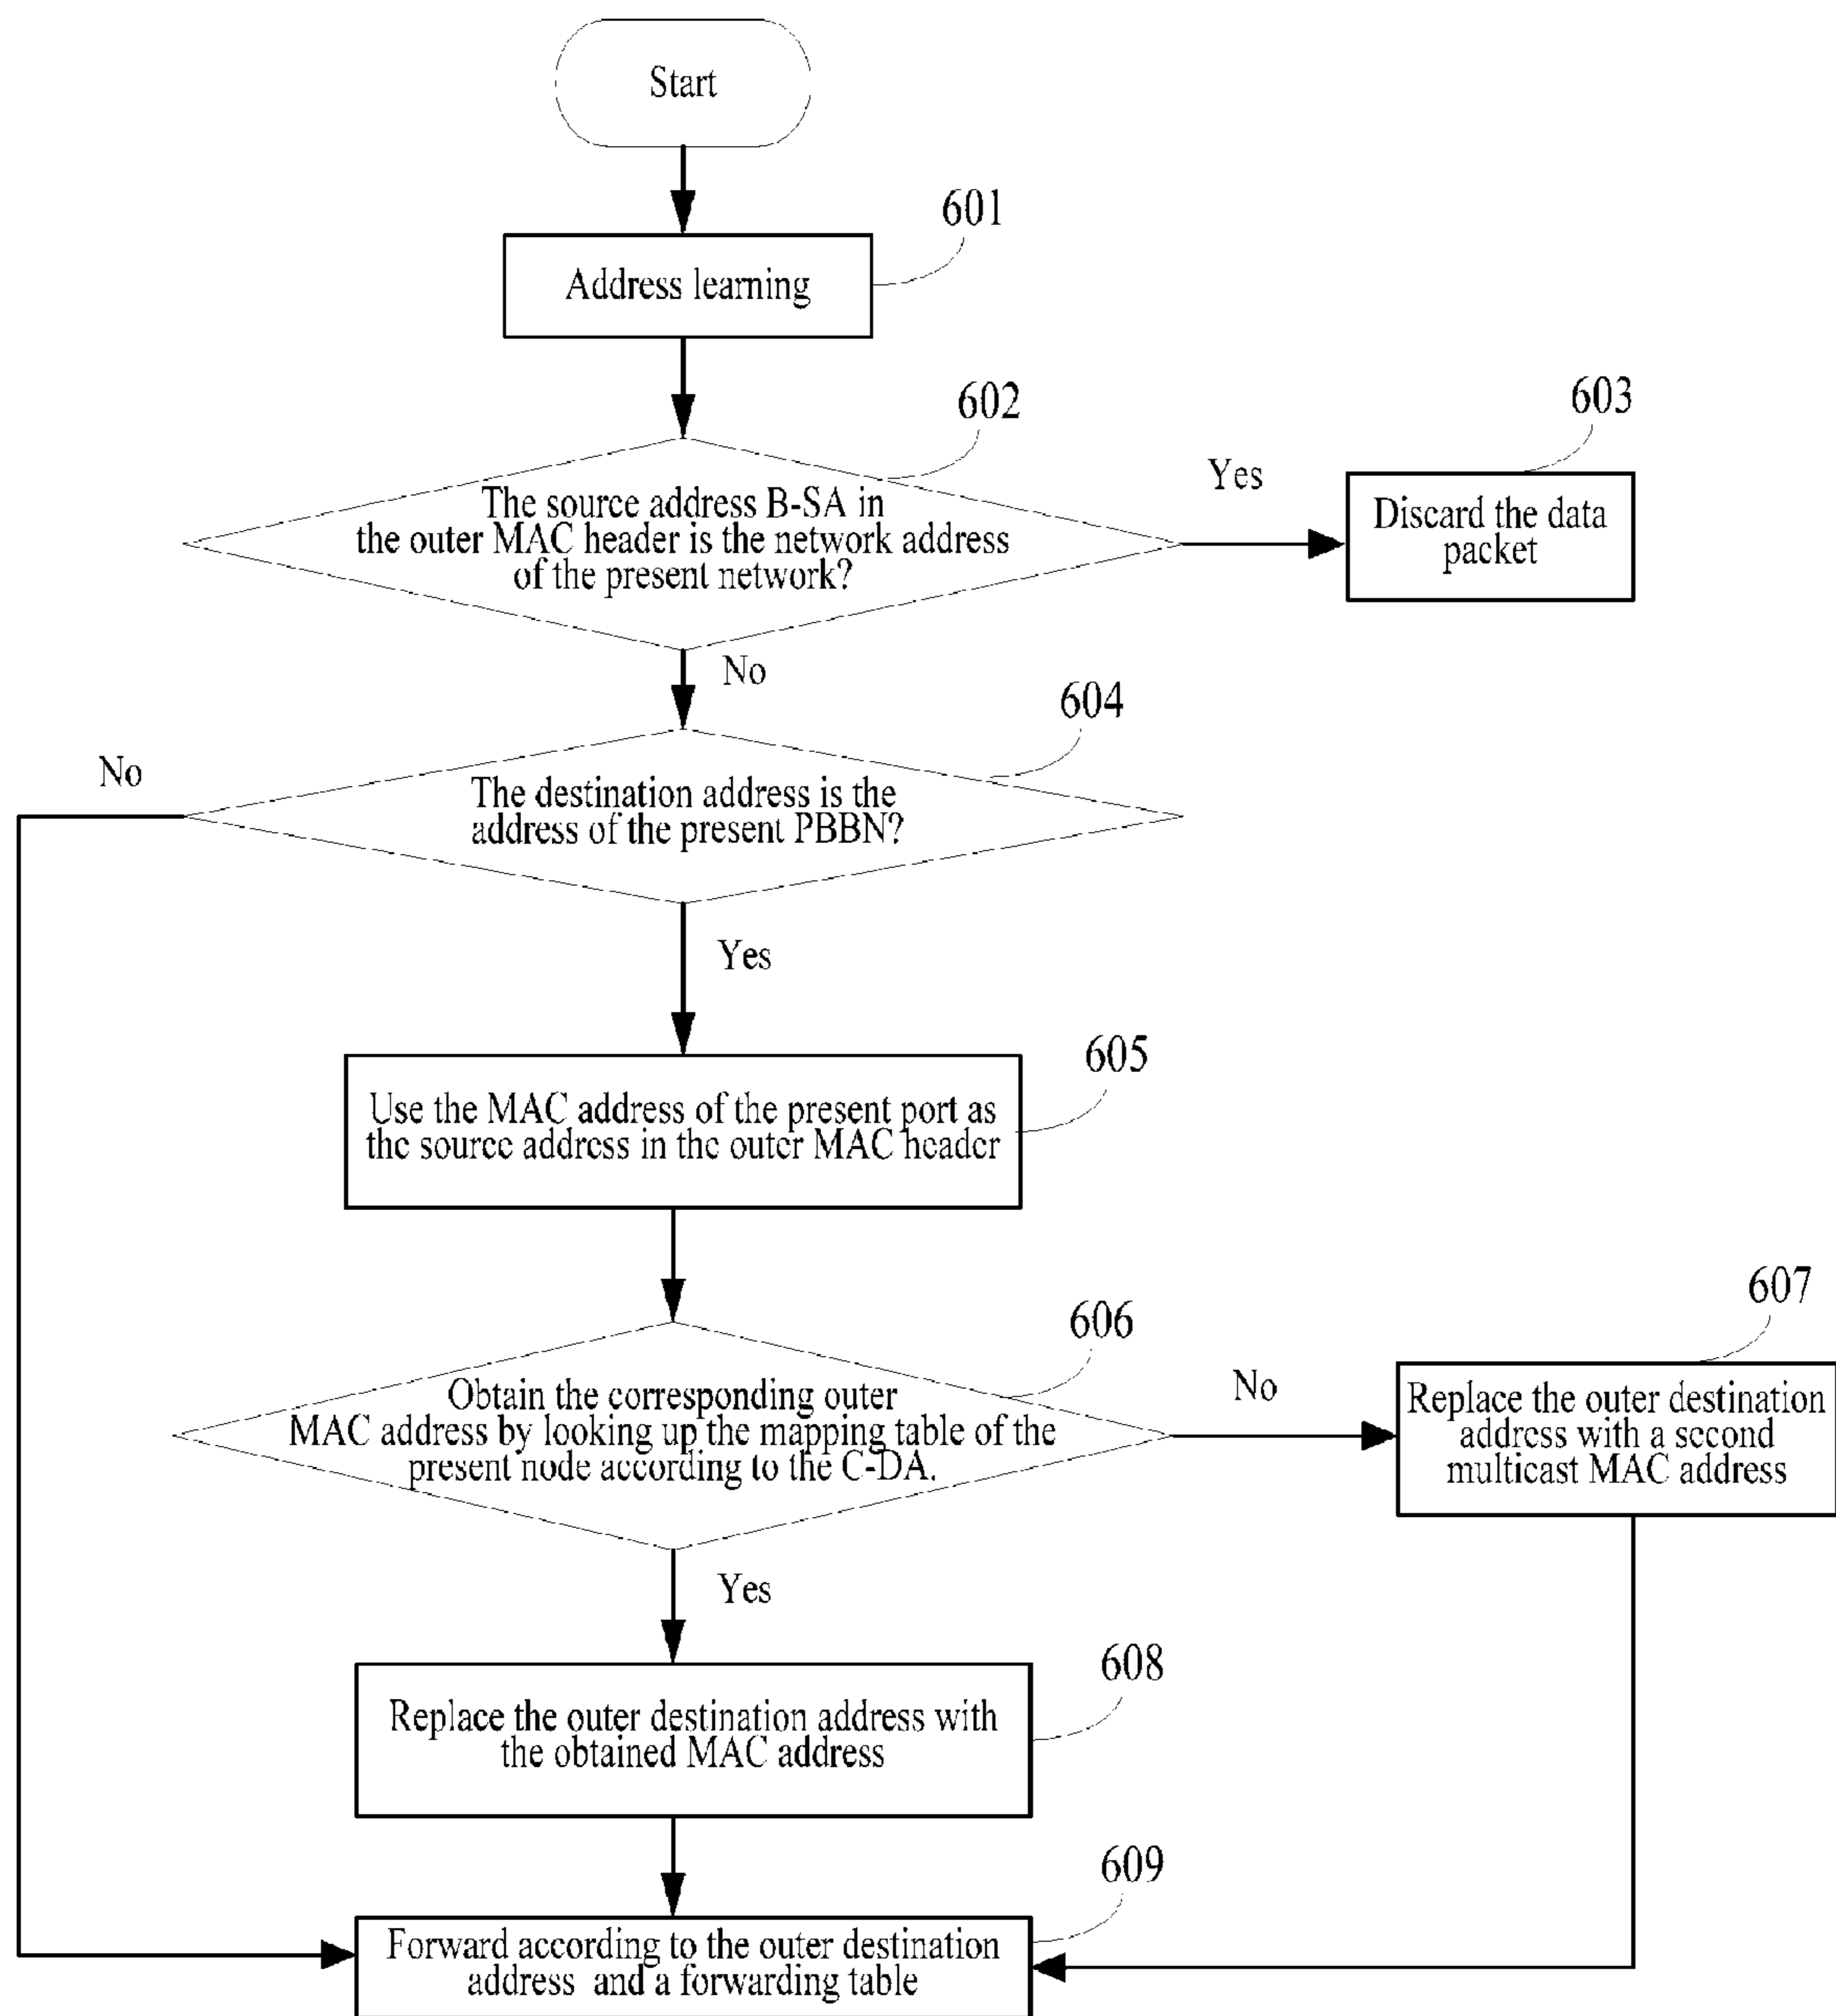 Start
601
Address learning
602
603
The source address B-SA in
the outer MAC header is the network address
of the present network?
Yes
Discard the data
packet
No
604
No
The destination address is the
address of the present PBBN?
Yes
605
Use the MAC address of the present port as
the source address in the outer MAC header
606
607
Obtain the corresponding outer
MAC address by looking up the mapping table of the
present node according to the C-DA.
No
Replace the outer destination
address with a second
multicast MAC address
Yes
608
Replace the outer destination address with
the obtained MAC address
609
Forward according to the outer destination
address and a forwarding table